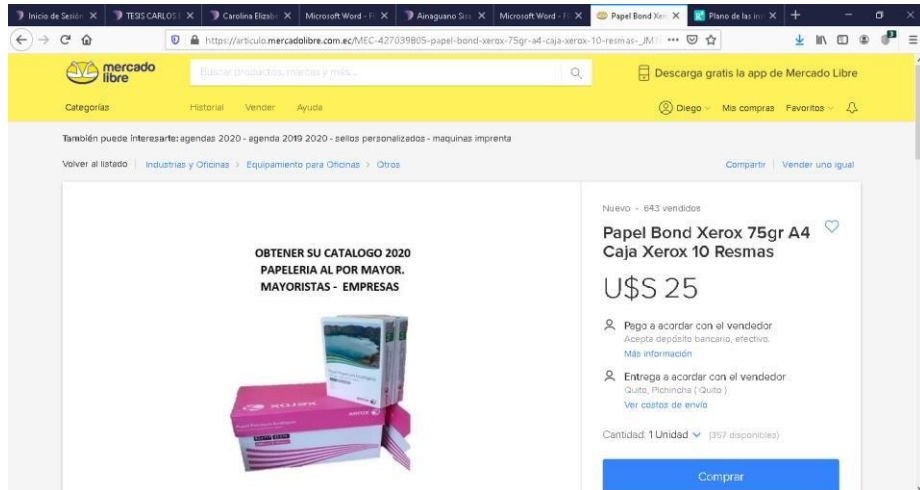 Inicio de Sesión
TESIS CARLOS
Carolina Elizab
Microsoft Word - Fi
Ainaguano Sis
Microsoft Word - Fi
Papel Bond Xer
Plano de las in
https://articulo.mercadolibre.com.ec/MEC-427039805-papel-bond-xerox-75gr-a4-caja-xerox-10-resmas-_JM
mercado
libre
Buscar productos, marcas y más...
Descarga gratis la app de Mercado Libre
Categorías
Historial
Vender
Ayuda
Diego
Mis compras
Favoritos
También puede interesarte: agendas 2020 - agenda 2019 2020 - sellos personalizados - maquinas imprenta
Volver al listado
Industrias y Oficinas > Equipamiento para Oficinas > Otros
Compartir
Vender uno igual
OBTENER SU CATALOGO 2020
PAPELERIA AL POR MAYOR.
MAYORISTAS - EMPRESAS
xerox
Nuevo - 643 vendidos
Papel Bond Xerox 75gr A4
Caja Xerox 10 Resmas
U$S 25
Pago a acordar con el vendedor
Acepta depósito bancario, efectivo.
Más información
Entrega a acordar con el vendedor
Quito, Pichincha ( Quito )
Ver costos de envío
Cantidad: 1 Unidad (357 disponibles)
Comprar